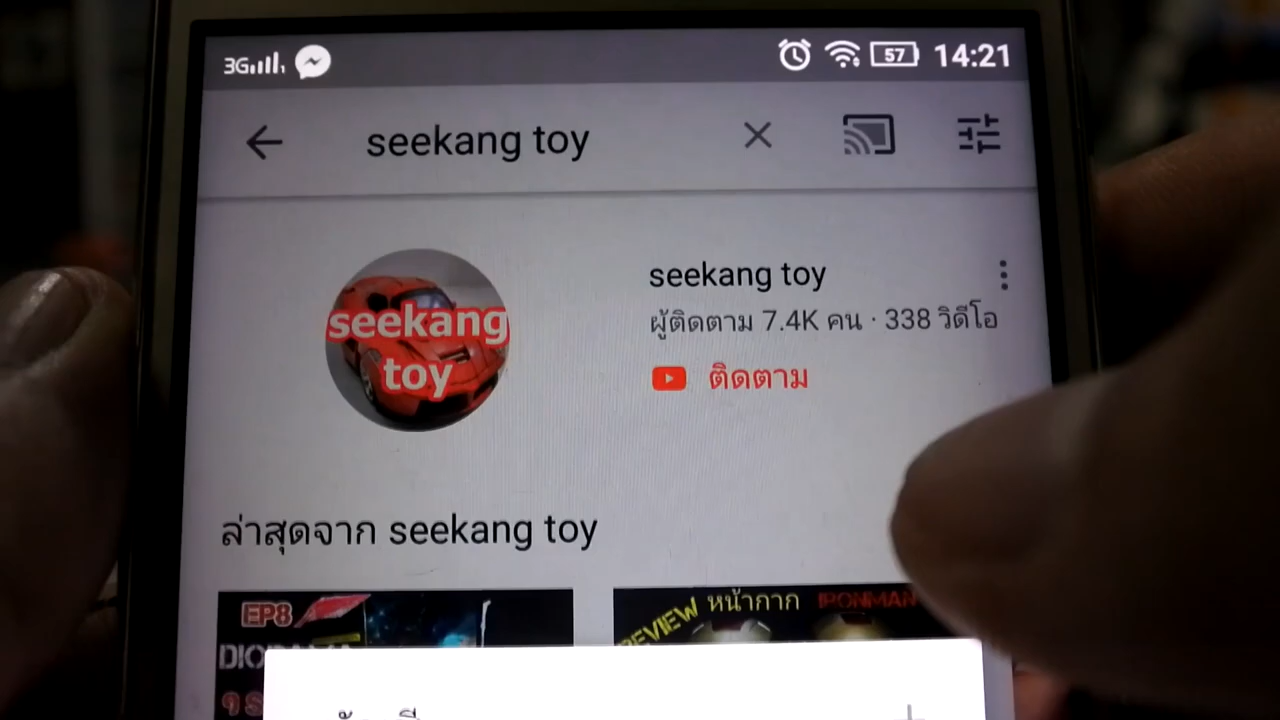 3G 57 14:21
seekang toy
seekang
toy
seekang toy
ผู้ติดตาม 7.4K คน · 338 วิดีโอ
ติดตาม
ล่าสุดจาก seekang toy
EP8
REVIEW หน้ากาก IRONMAN